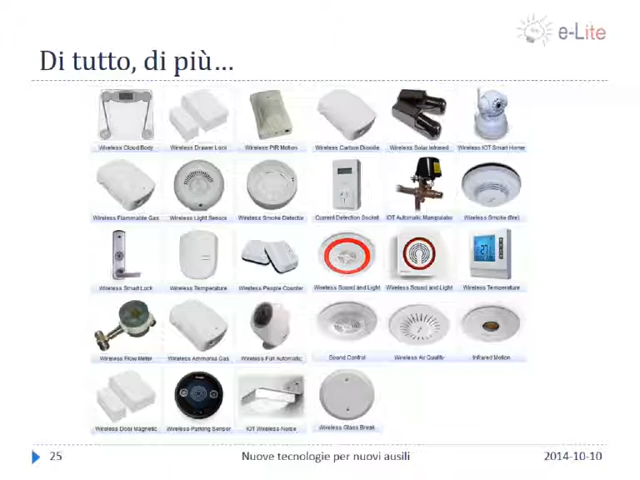 e-Lite
Di tutto, di più…
Wireless Cloud Body
Wireless Drawer Lock
Wireless PIR Motion
Wireless Carbon Dioxide
Wireless Solar Infrared
Wireless IOT Smart Home
Wireless Flammable Gas
Wireless Light Sensor
Wireless Smoke Detector
Current Detection Socket
IOT Automatic Manipulator
Wireless Smoke (fire)
Wireless Smart Lock
Wireless Temperature
Wireless People Counter
Wireless Sound and Light
Wireless Sound and Light
Wireless Temperature
Wireless Flow Meter
Wireless Ammonia Gas
Wireless Full Automatic
Sound Control
Wireless Air Quality
Infrared Motion
Wireless Door Magnetic
Wireless Parking Sensor
IOT Wireless Noise
Wireless Glass Break
25
Nuove tecnologie per nuovi ausili
2014-10-10